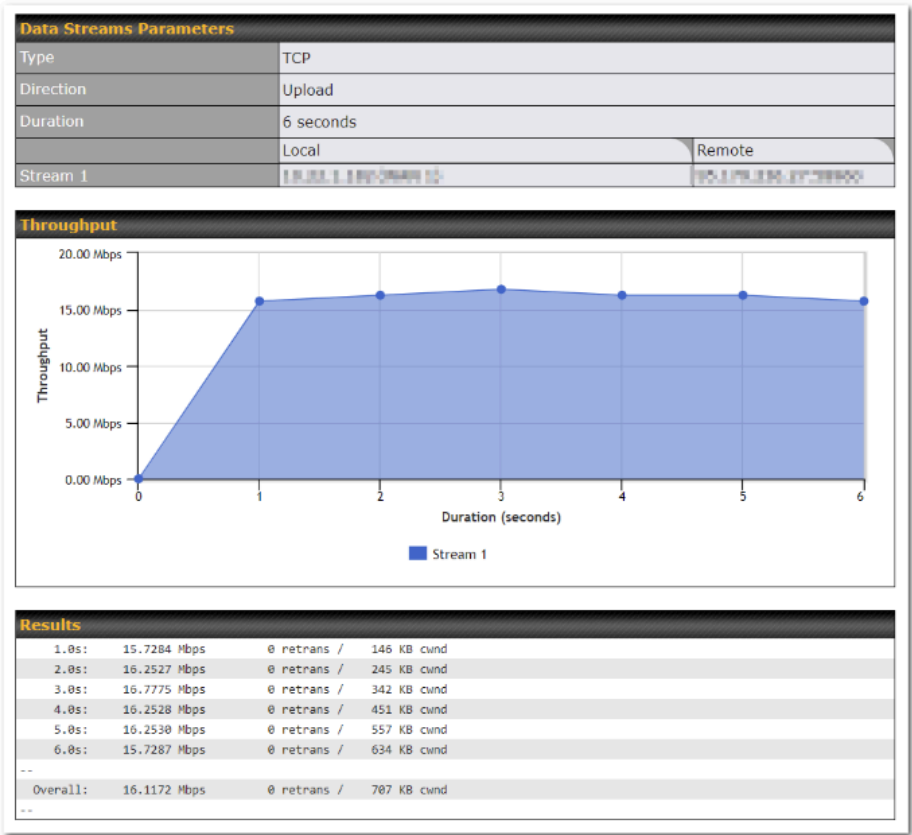 Data Streams Parameters
Type TCP
Direction Upload
Duration 6 seconds
Local Remote
Stream 1
Throughput
20.00 Mbps
15.00 Mbps
10.00 Mbps
5.00 Mbps
0.00 Mbps
Throughput
0 1 2 3 4 5 6
Duration (seconds)
Stream 1
Results
1.0s: 15.7284 Mbps 0 retrans / 146 KB cwnd
2.0s: 16.2527 Mbps 0 retrans / 245 KB cwnd
3.0s: 16.7775 Mbps 0 retrans / 342 KB cwnd
4.0s: 16.2528 Mbps 0 retrans / 451 KB cwnd
5.0s: 16.2530 Mbps 0 retrans / 557 KB cwnd
6.0s: 15.7287 Mbps 0 retrans / 634 KB cwnd
--
Overall: 16.1172 Mbps 0 retrans / 707 KB cwnd
--